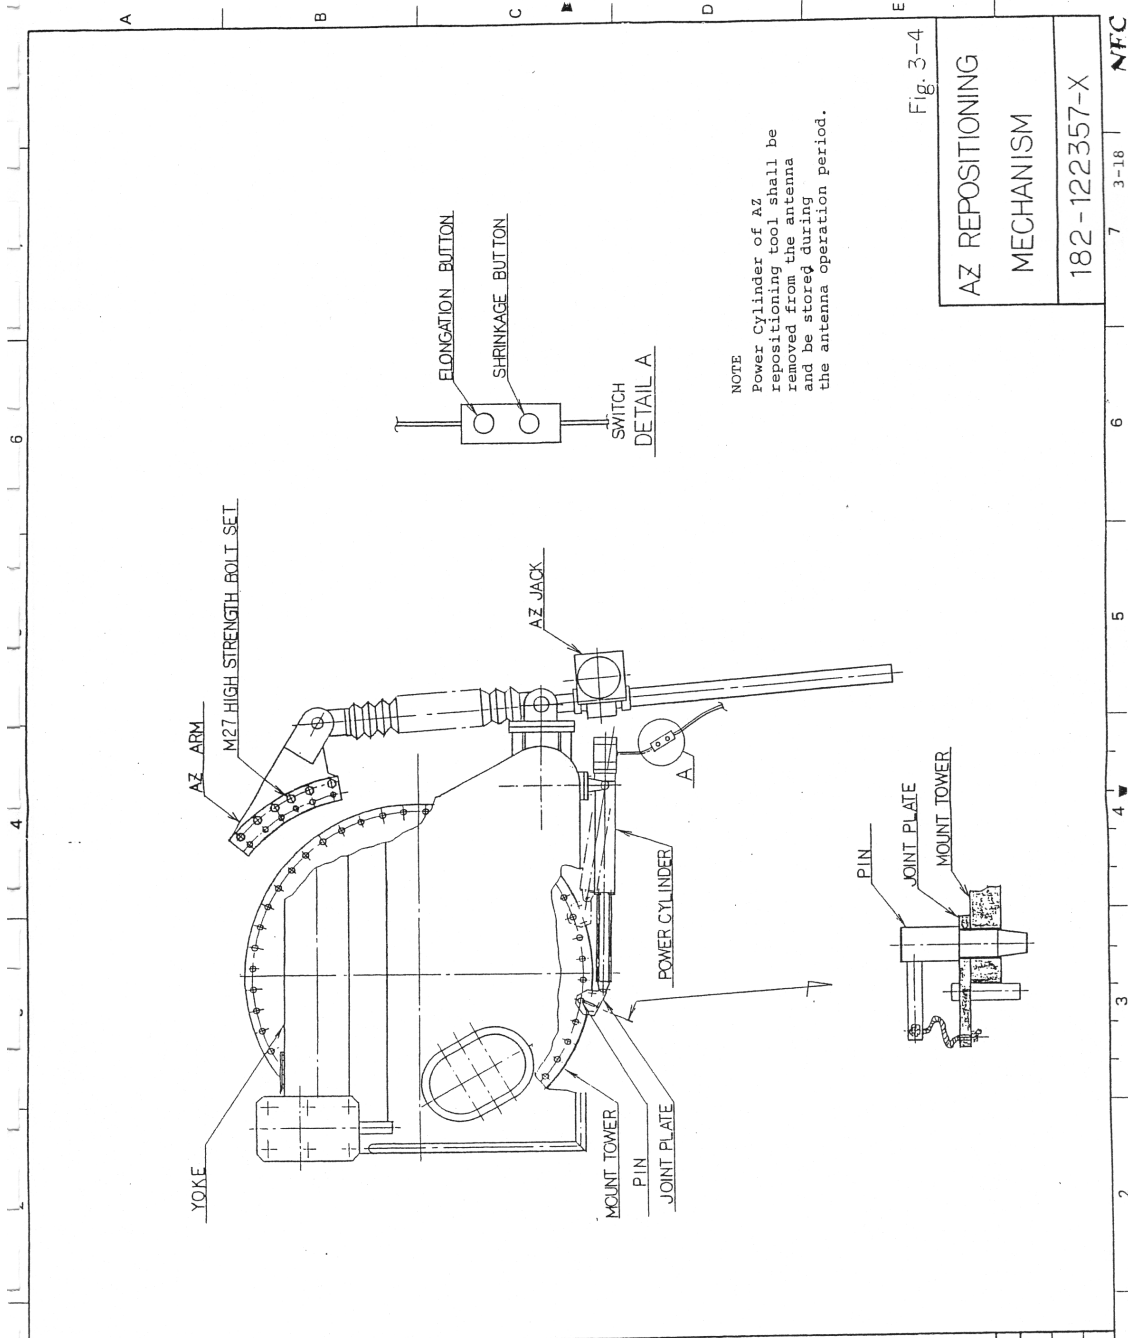 A
B
C
D
E
6
4
YOKE
AZ ARM
M27 HIGH STRENGTH BOLT SET
AZ JACK
A
POWER CYLINDER
MOUNT TOWER
PIN
JOINT PLATE
ELONGATION BUTTON
SHRINKAGE BUTTON
SWITCH
DETAIL A
NOTE
Power Cylinder of AZ
repositioning tool shall be
removed from the antenna
and be stored during
the antenna operation period.
PIN
JOINT PLATE
MOUNT TOWER
Fig. 3-4
AZ REPOSITIONING
MECHANISM
182-122357-X
2
3
4
5
6
7
3-18
NEC